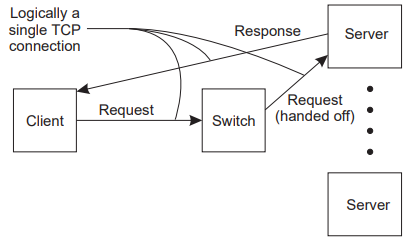 Logically a
single TCP
connection
Response
Server
Client
Request
Switch
Request
(handed off)
Server